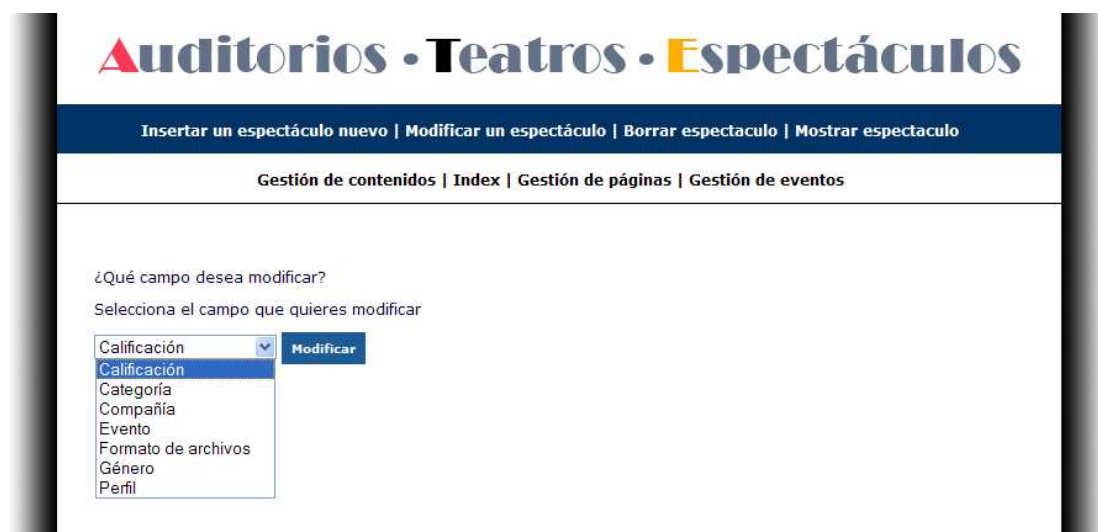 Auditorios • Teatros • Espectáculos
Insertar un espectáculo nuevo | Modificar un espectáculo | Borrar espectaculo | Mostrar espectaculo
Gestión de contenidos | Index | Gestión de páginas | Gestión de eventos
¿Qué campo desea modificar?
Selecciona el campo que quieres modificar
Calificación Modificar
Calificación
Categoría
Compañía
Evento
Formato de archivos
Género
Perfil